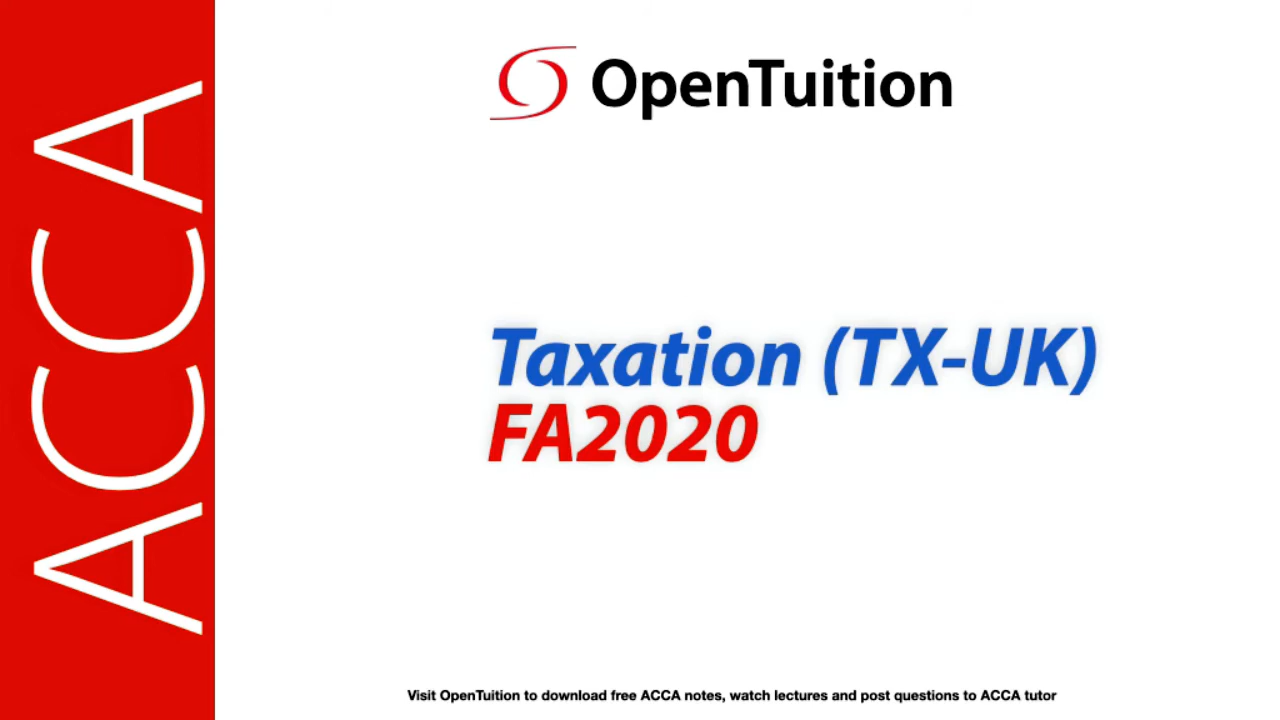 ACCA
OpenTuition
Taxation (TX-UK)
FA2020
Visit OpenTuition to download free ACCA notes, watch lectures and post questions to ACCA tutor